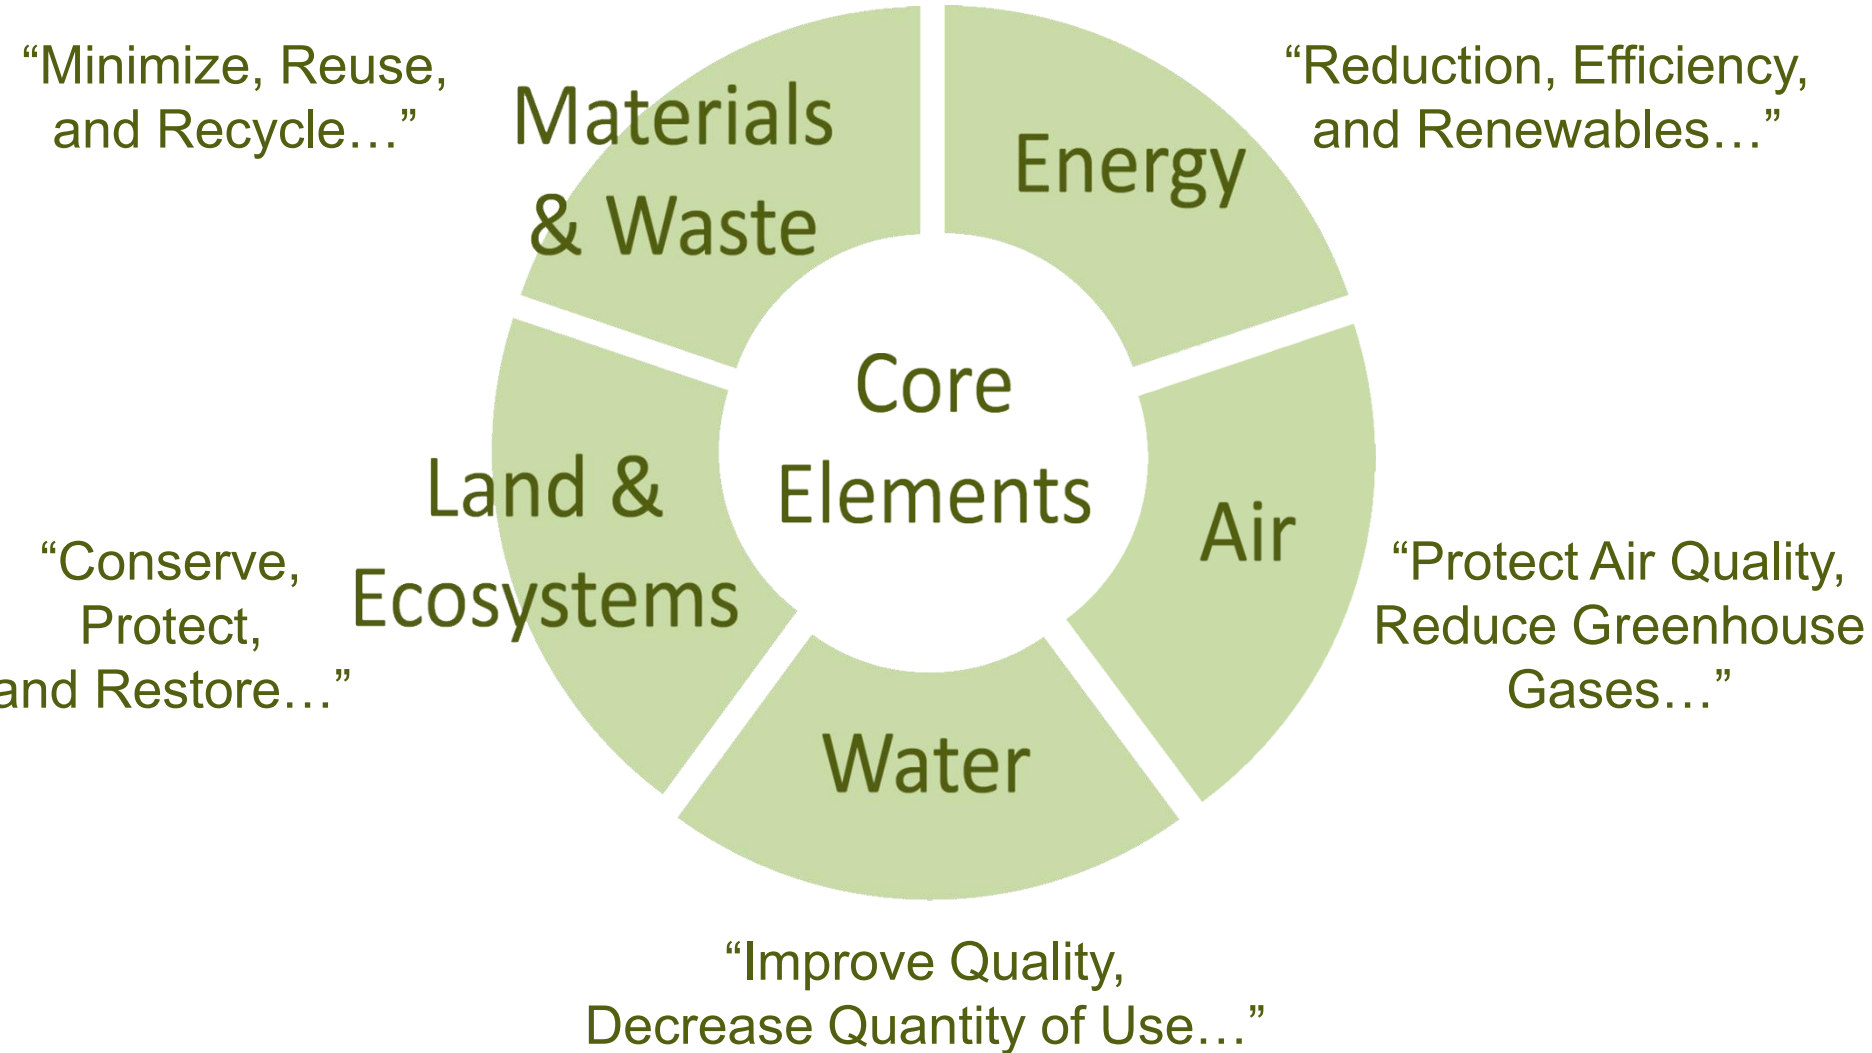 “Minimize, Reuse,
and Recycle…”
Materials
& Waste
Energy
“Reduction, Efficiency,
and Renewables…”
Core
Elements
Land &
Ecosystems
“Conserve,
Protect,
and Restore…”
Air
“Protect Air Quality,
Reduce Greenhouse
Gases…”
Water
“Improve Quality,
Decrease Quantity of Use…”